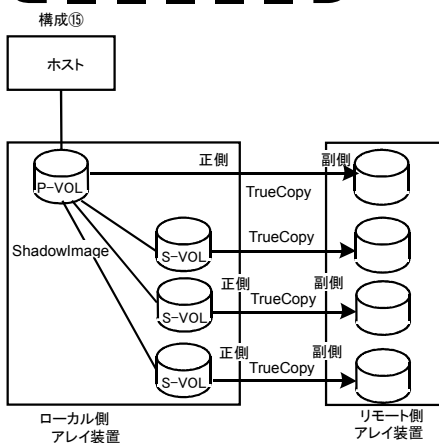 構成⑮
ホスト
正側
副側
P-VOL
TrueCopy
TrueCopy
ShadowImage
S-VOL
正側
副側
TrueCopy
S-VOL
正側
副側
TrueCopy
S-VOL
ローカル側
アレイ装置
リモート側
アレイ装置